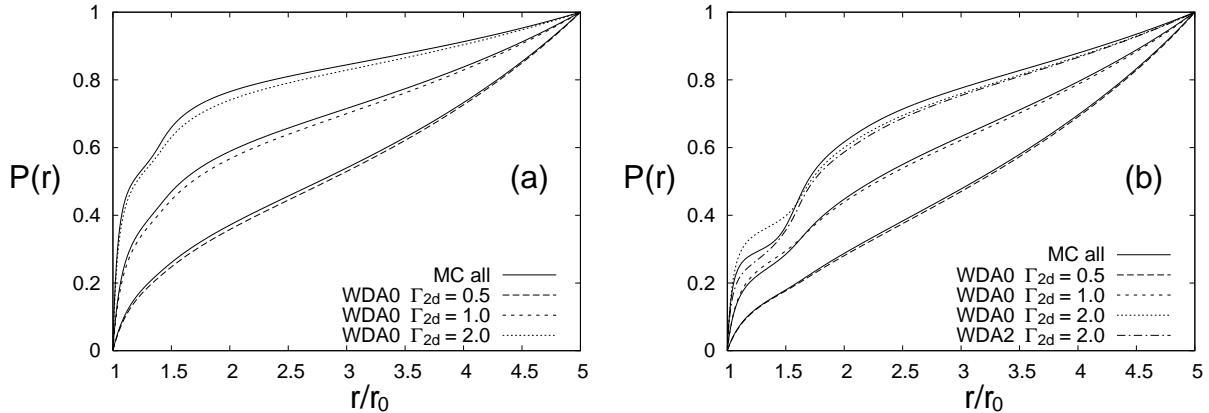 1
0.8
P(r)
(a)
0.6
0.4
0.2
0
MC all
WDA0 Γ2d = 0.5
WDA0 Γ2d = 1.0
WDA0 Γ2d = 2.0
1 1.5 2 2.5 3 3.5 4 4.5 5
r/r0
1
0.8
P(r)
(b)
0.6
0.4
0.2
0
MC all
WDA0 Γ2d = 0.5
WDA0 Γ2d = 1.0
WDA0 Γ2d = 2.0
WDA2 Γ2d = 2.0
1 1.5 2 2.5 3 3.5 4 4.5 5
r/r0